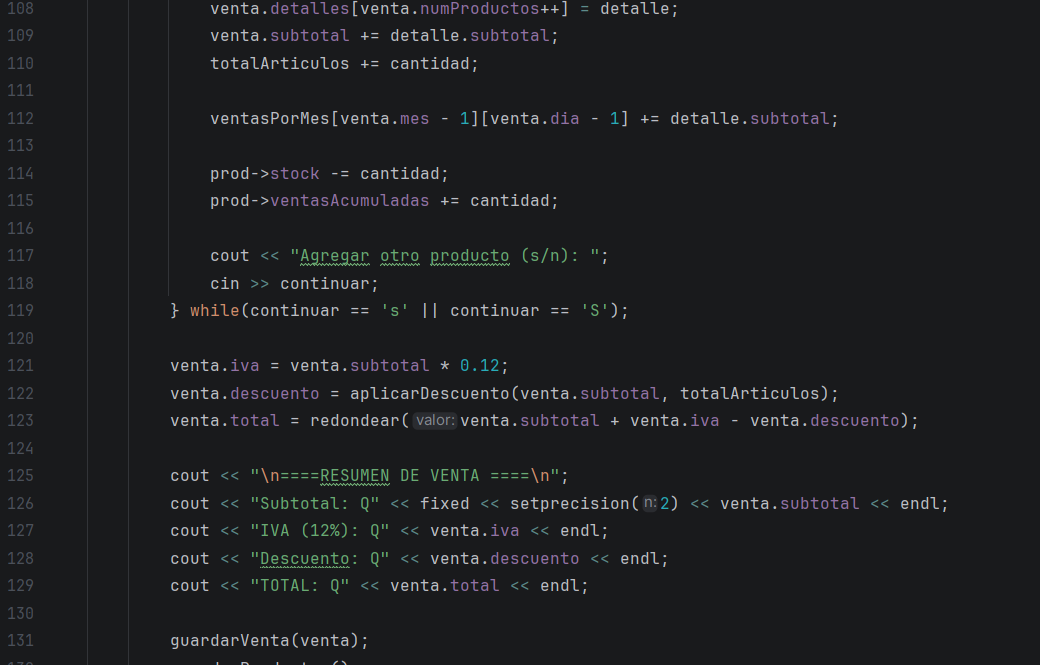 108 venta.detalles[venta.numProductos++] = detalle;
109 venta.subtotal += detalle.subtotal;
110 totalArticulos += cantidad;
111
112 ventasPorMes[venta.mes - 1][venta.dia - 1] += detalle.subtotal;
113
114 prod->stock -= cantidad;
115 prod->ventasAcumuladas += cantidad;
116
117 cout << "Agregar otro producto (s/n): ";
118 cin >> continuar;
119 } while(continuar == 's' || continuar == 'S');
120
121 venta.iva = venta.subtotal * 0.12;
122 venta.descuento = aplicarDescuento(venta.subtotal, totalArticulos);
123 venta.total = redondear( valor: venta.subtotal + venta.iva - venta.descuento);
124
125 cout << "\n====RESUMEN DE VENTA ====\n";
126 cout << "Subtotal: Q" << fixed << setprecision( n: 2) << venta.subtotal << endl;
127 cout << "IVA (12%): Q" << venta.iva << endl;
128 cout << "Descuento: Q" << venta.descuento << endl;
129 cout << "TOTAL: Q" << venta.total << endl;
130
131 guardarVenta(venta);